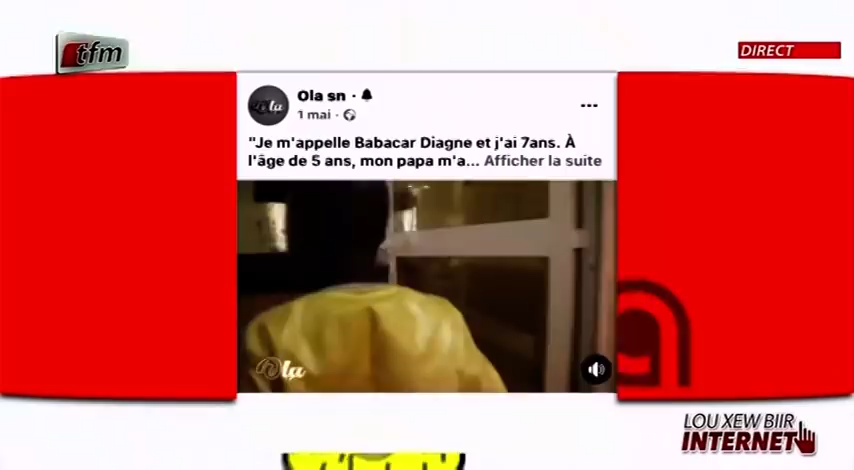 tfm
DIRECT
Ola sn
1 mai
"Je m'appelle Babacar Diagne et j'ai 7ans. À
l'âge de 5 ans, mon papa m'a... Afficher la suite
Ola
LOU XEW BIIR
INTERNET